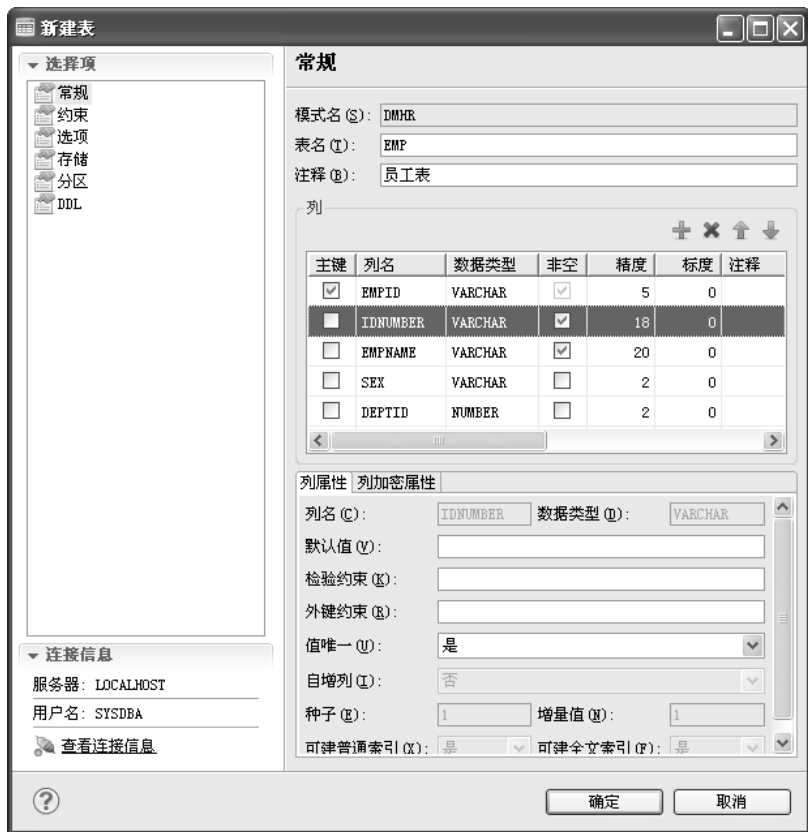 新建表
选择项
常规
约束
选项
存储
分区
DDL
连接信息
服务器: LOCALHOST
用户名: SYSDBA
查看连接信息
常规
模式名(S): DMHR
表名(T): EMP
注释(B): 员工表
列
主键 列名 数据类型 非空 精度 标度 注释
EMPID VARCHAR 5 0
IDNUMBER VARCHAR 18 0
EMPNAME VARCHAR 20 0
SEX VARCHAR 2 0
DEPTID NUMBER 2 0
列属性 列加密属性
列名(C): IDNUMBER 数据类型(D): VARCHAR
默认值(V):
检验约束(K):
外键约束(R):
值唯一(U): 是
自增列(I): 否
种子(E): 1 增量值(N): 1
可建普通索引(X): 是 可建全文索引(F): 是
确定 取消